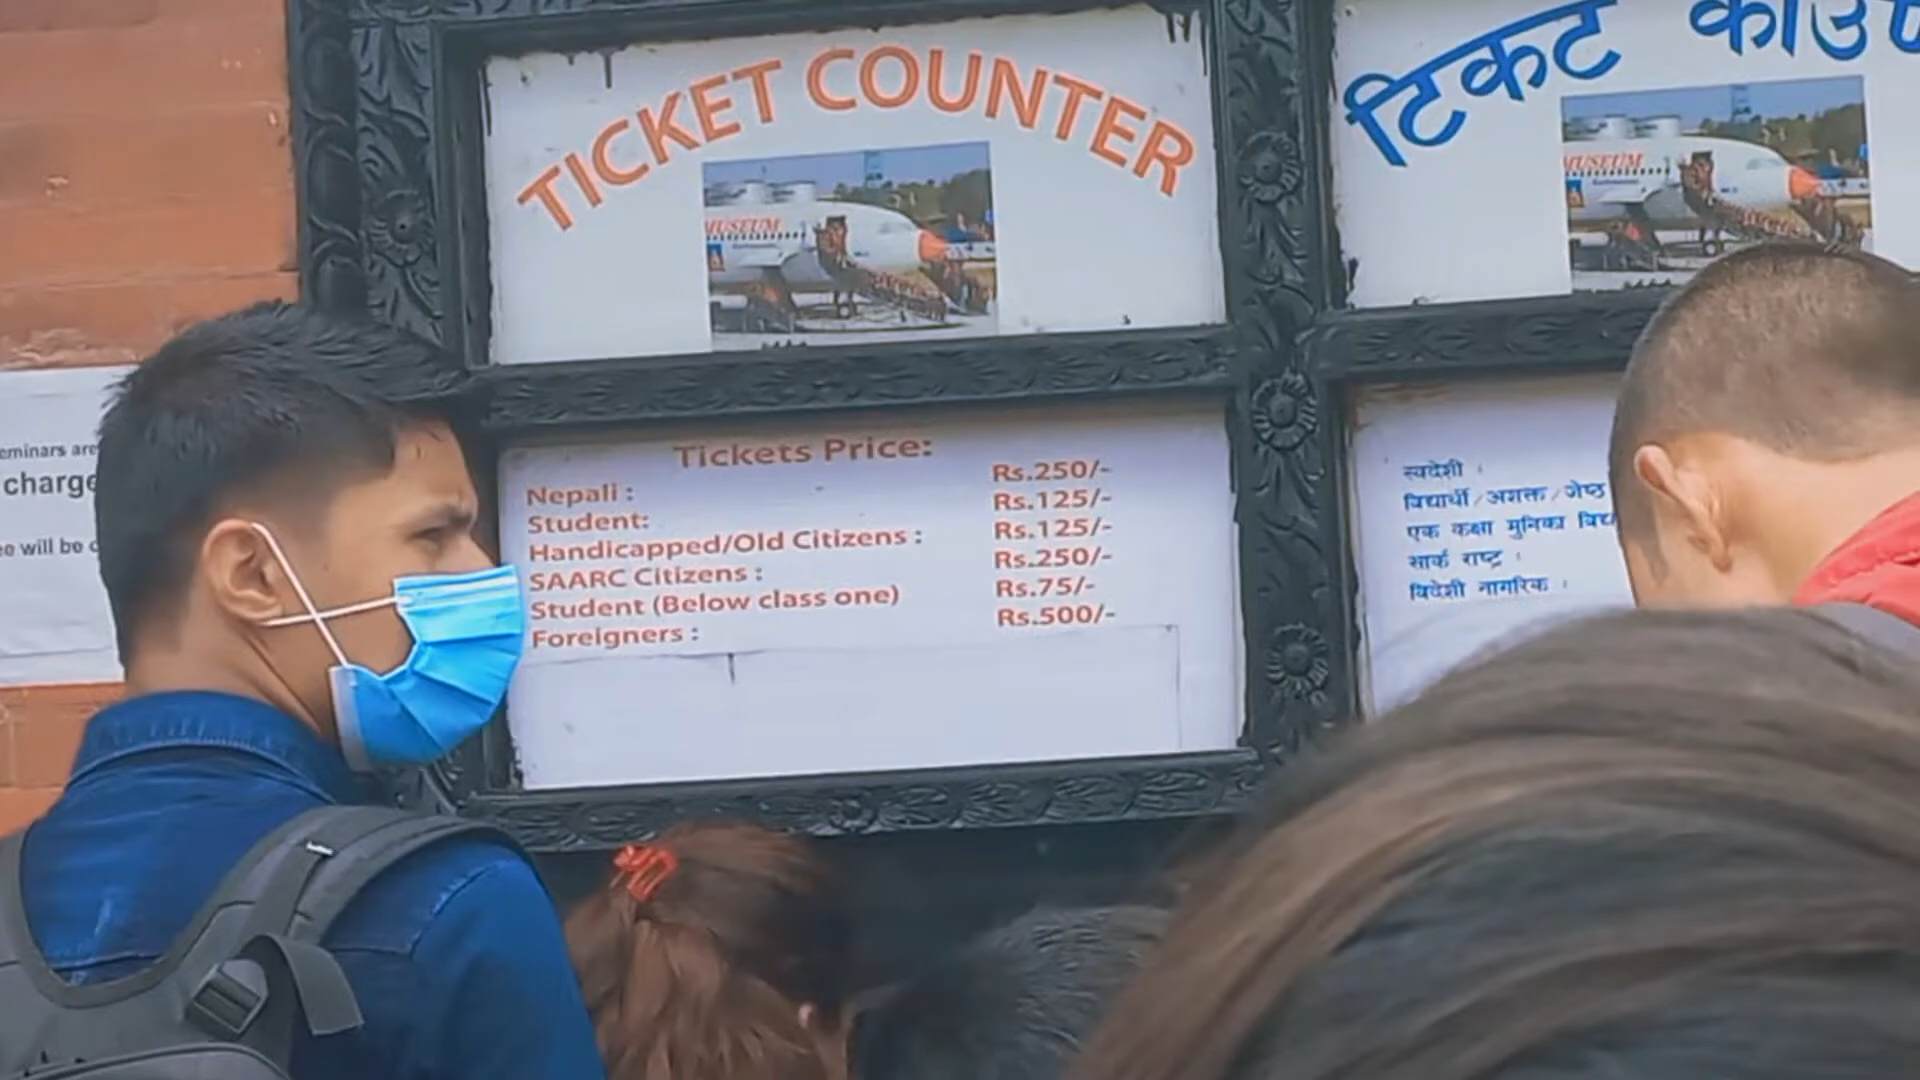 TICKET COUNTER
MUSEUM
टिकट काउ
MUSEUM
eminars are
charge
e will be
Tickets Price:
Nepali : Rs.250/-
Student: Rs.125/-
Handicapped/Old Citizens : Rs.125/-
SAARC Citizens : Rs.250/-
Student (Below class one) Rs.75/-
Foreigners : Rs.500/-
स्वदेशी :
विद्यार्थी/अशक्त/जेष्ठ
एक कक्षा मुनिका
सार्क राष्ट्र :
विदेशी नागरिक :